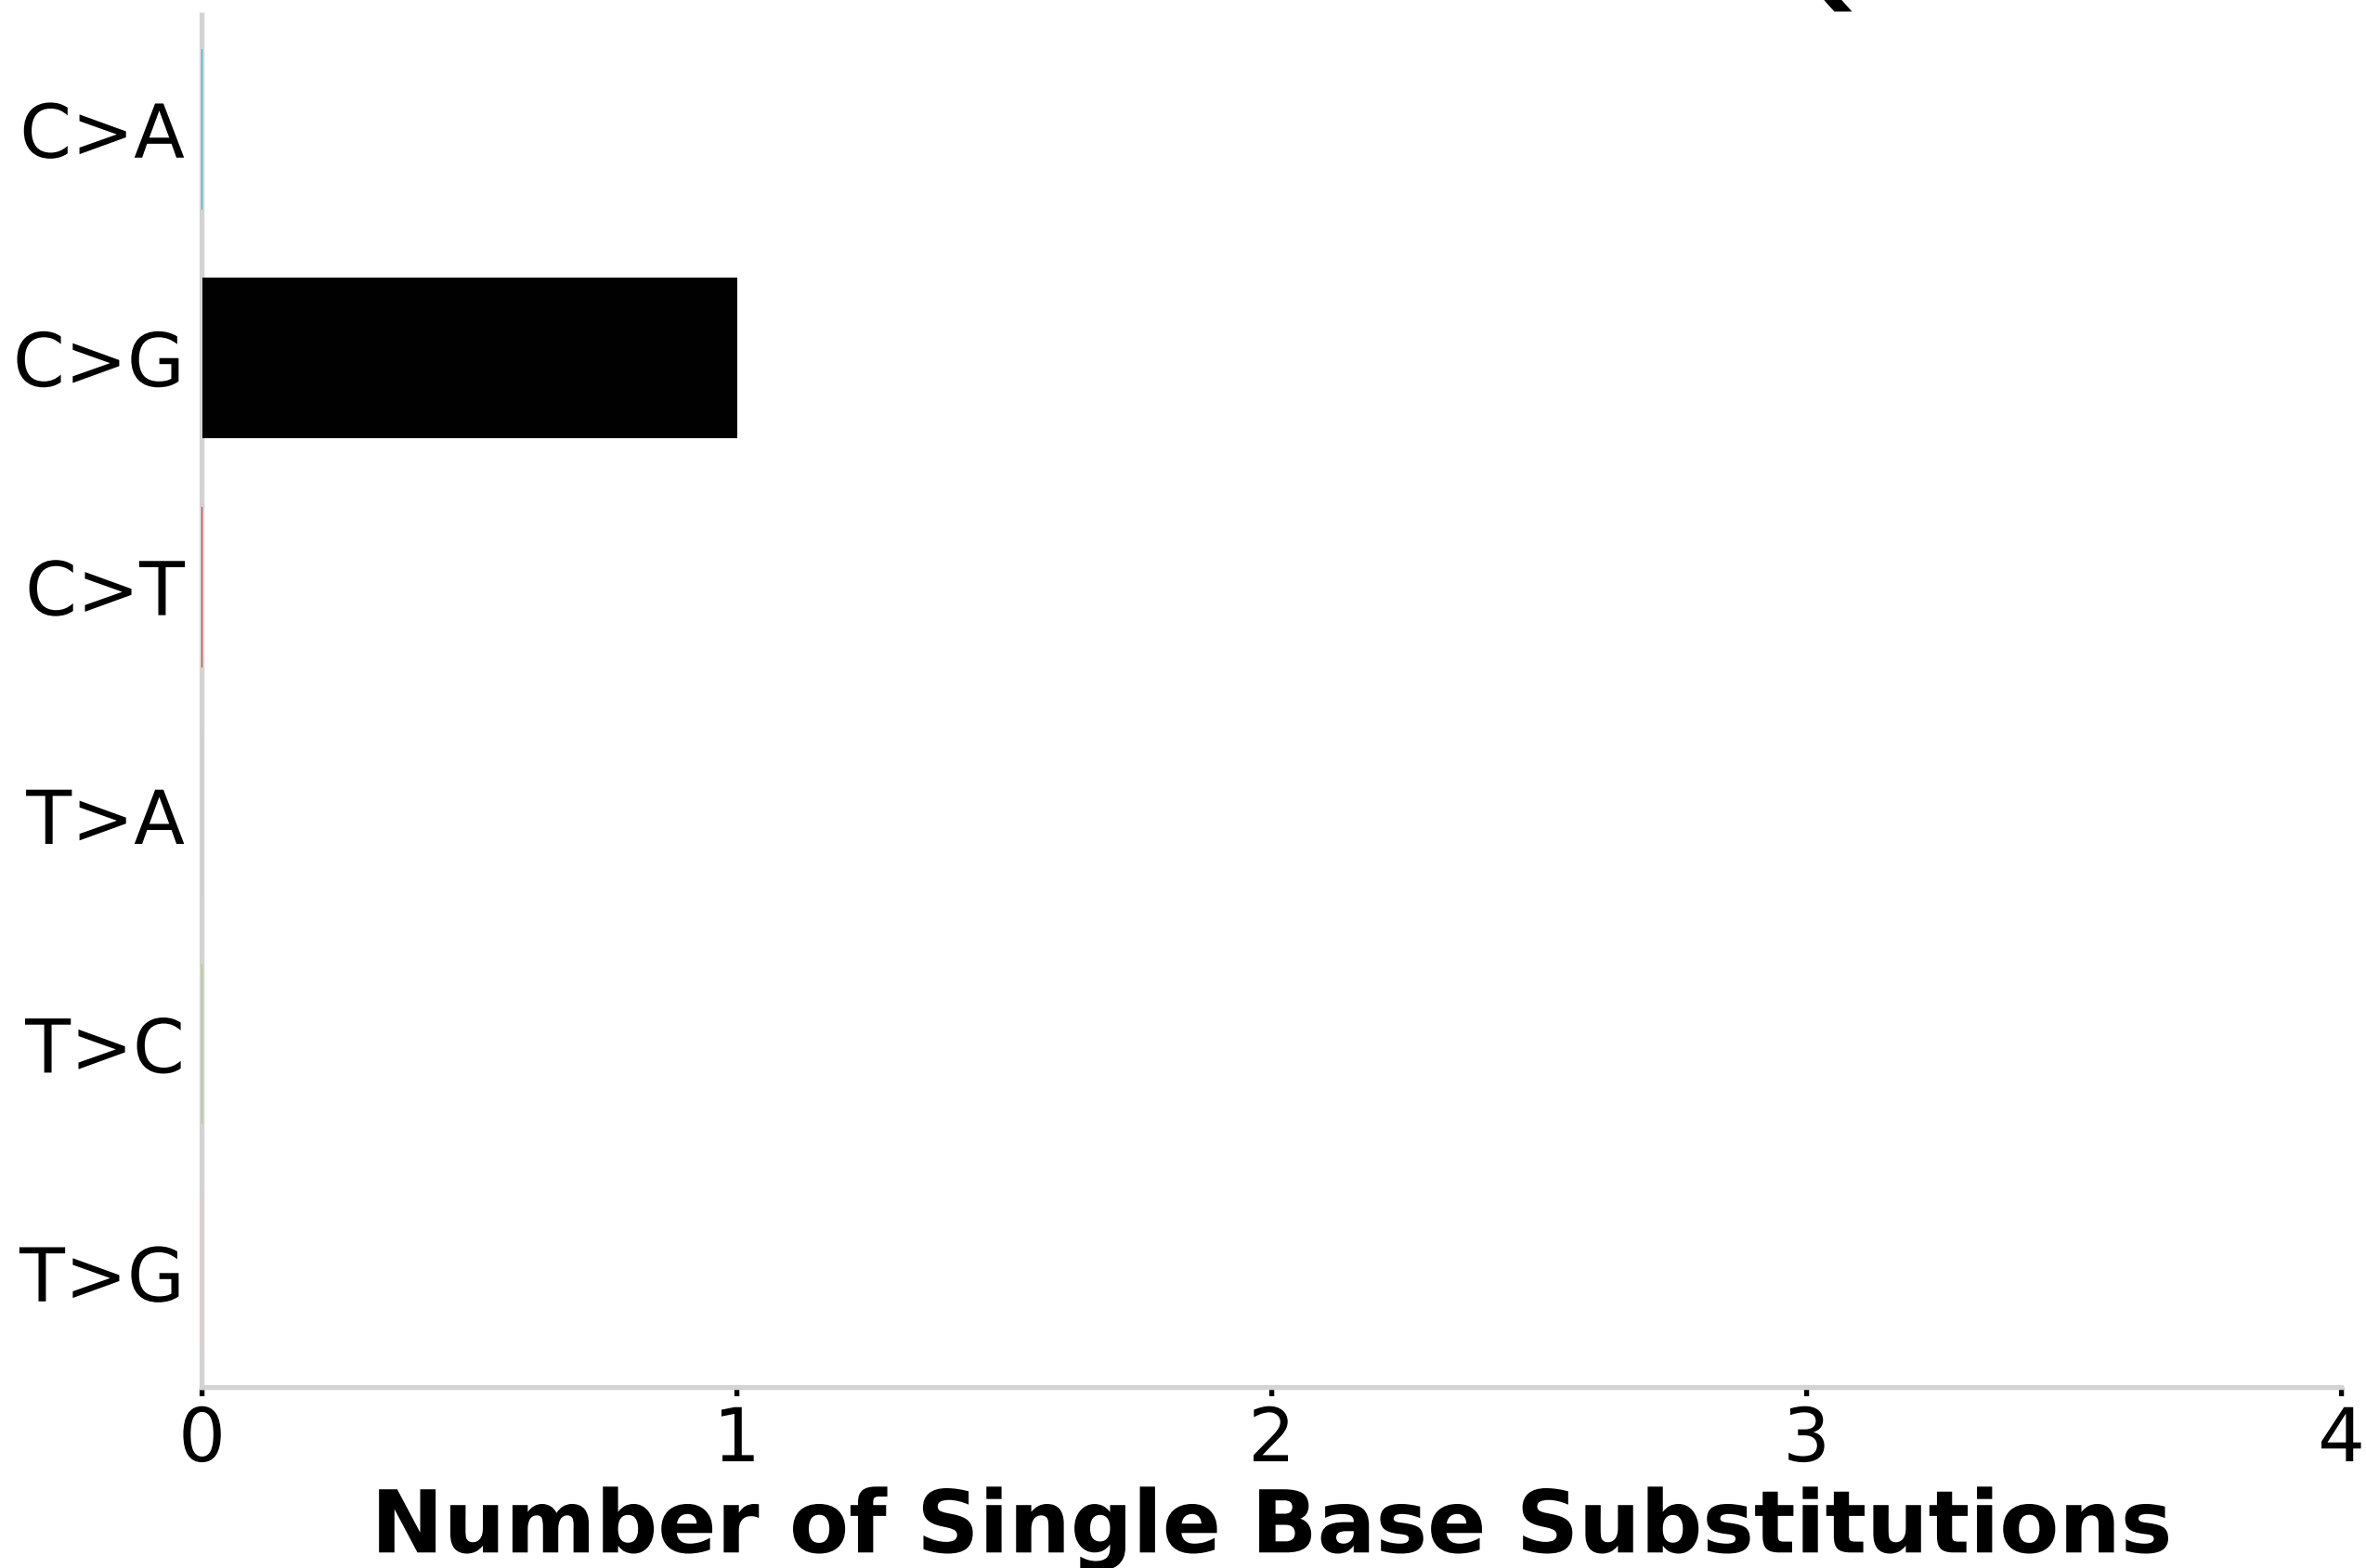 C>A
C>G
C>T
T>A
T>C
T>G
0 1 2 3 4
Number of Single Base Substitutions